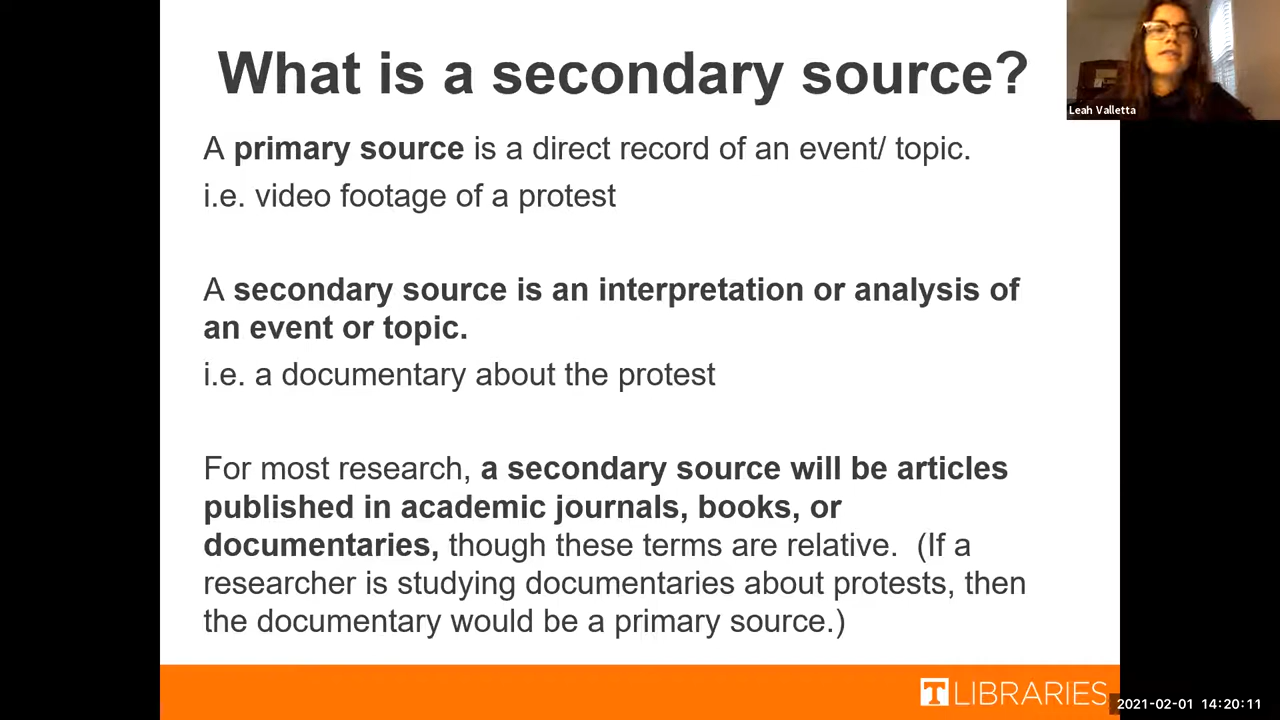 What is a secondary source?
Leah Valletta
A primary source is a direct record of an event/ topic.
i.e. video footage of a protest
A secondary source is an interpretation or analysis of
an event or topic.
i.e. a documentary about the protest
For most research, a secondary source will be articles
published in academic journals, books, or
documentaries, though these terms are relative.  (If a
researcher is studying documentaries about protests, then
the documentary would be a primary source.)
T LIBRARIES
2021-02-01 14:20:11